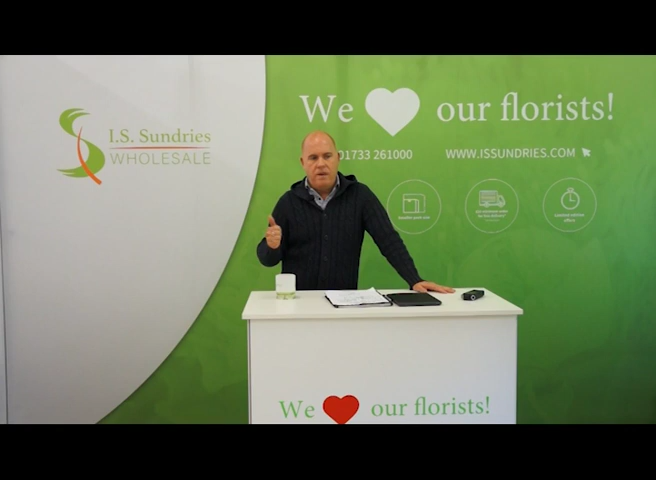 We ❤ our florists!
I.S. Sundries
WHOLESALE
01733 261000 WWW.ISSUNDRIES.COM
We ❤ our florists!